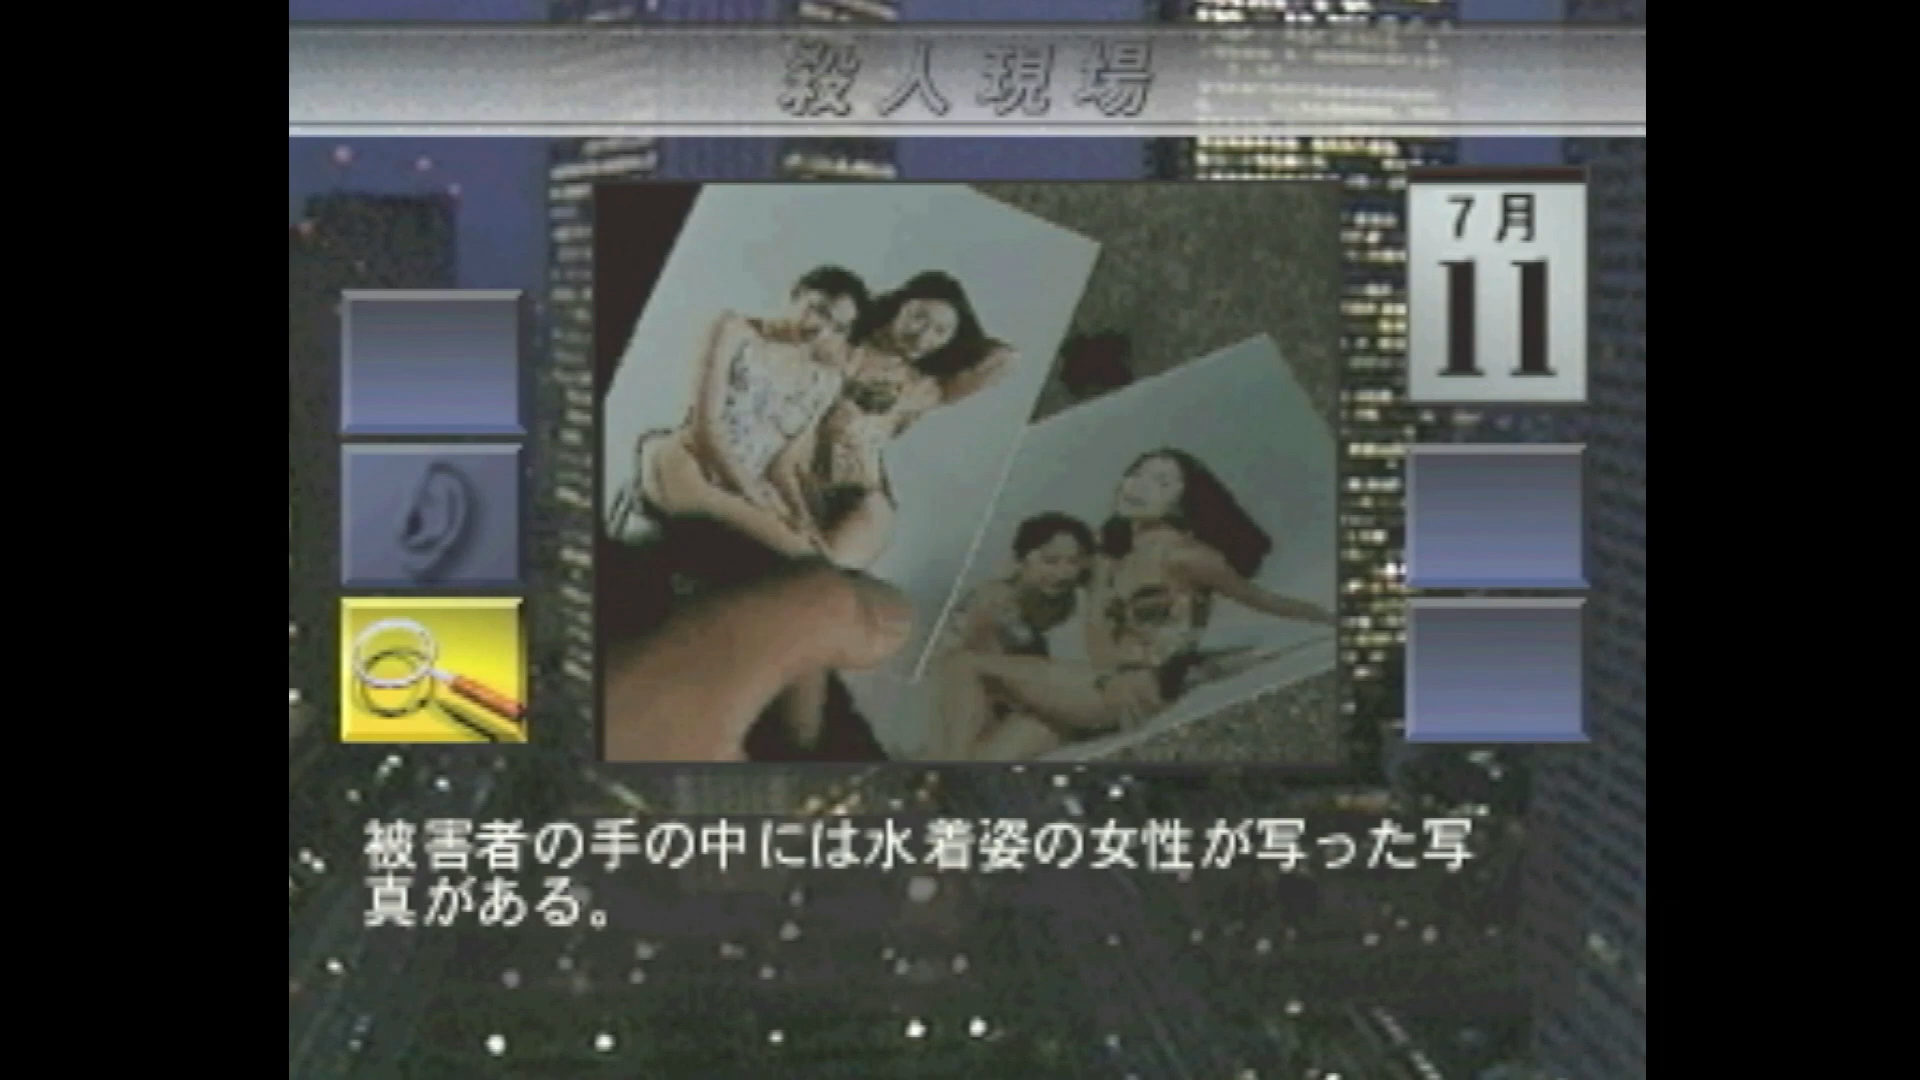 殺人現場
7月
11
被害者の手の中には水着姿の女性が写った写
真がある。